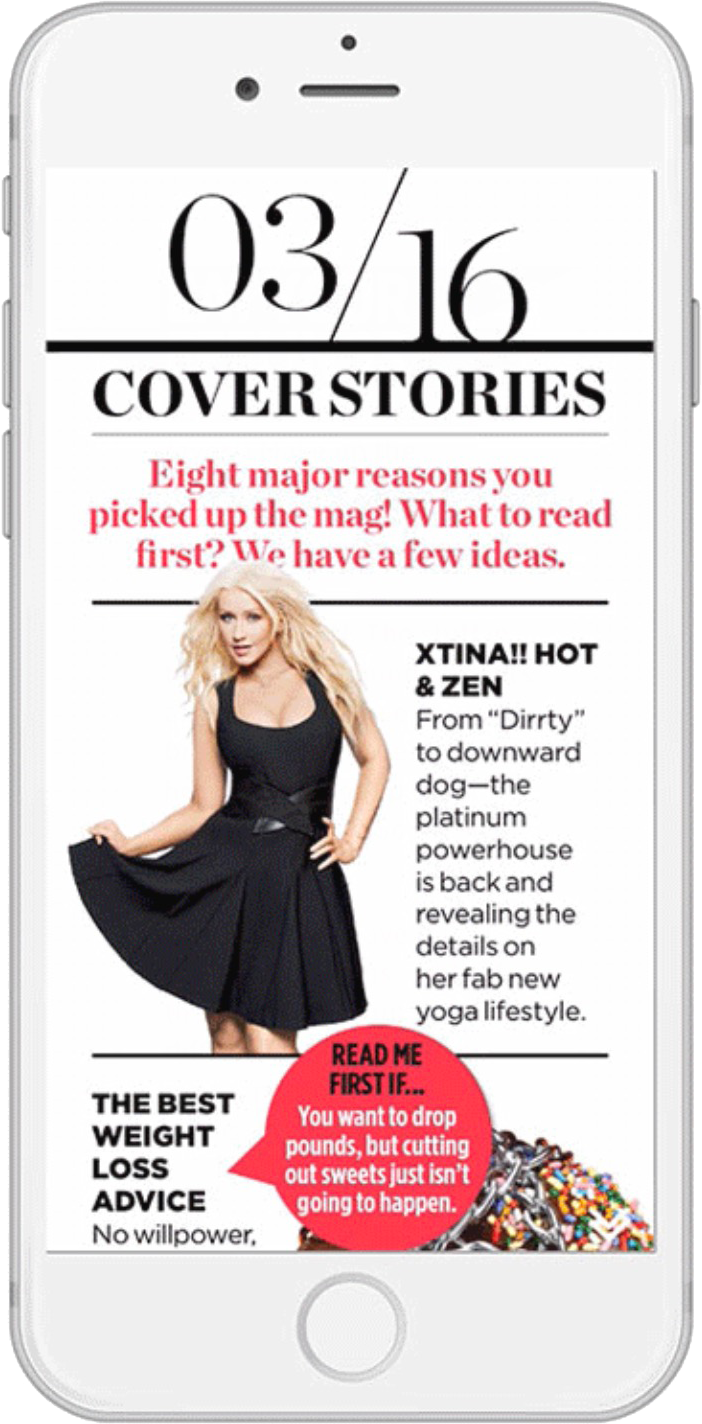 03/16
COVER STORIES
Eight major reasons you
picked up the mag! What to read
first? We have a few ideas.
XTINA!! HOT
& ZEN
From “Dirrty”
to downward
dog—the
platinum
powerhouse
is back and
revealing the
details on
her fab new
yoga lifestyle.
READ ME
FIRST IF...
You want to drop
pounds, but cutting
out sweets just isn’t
going to happen.
THE BEST
WEIGHT
LOSS
ADVICE
No willpower,